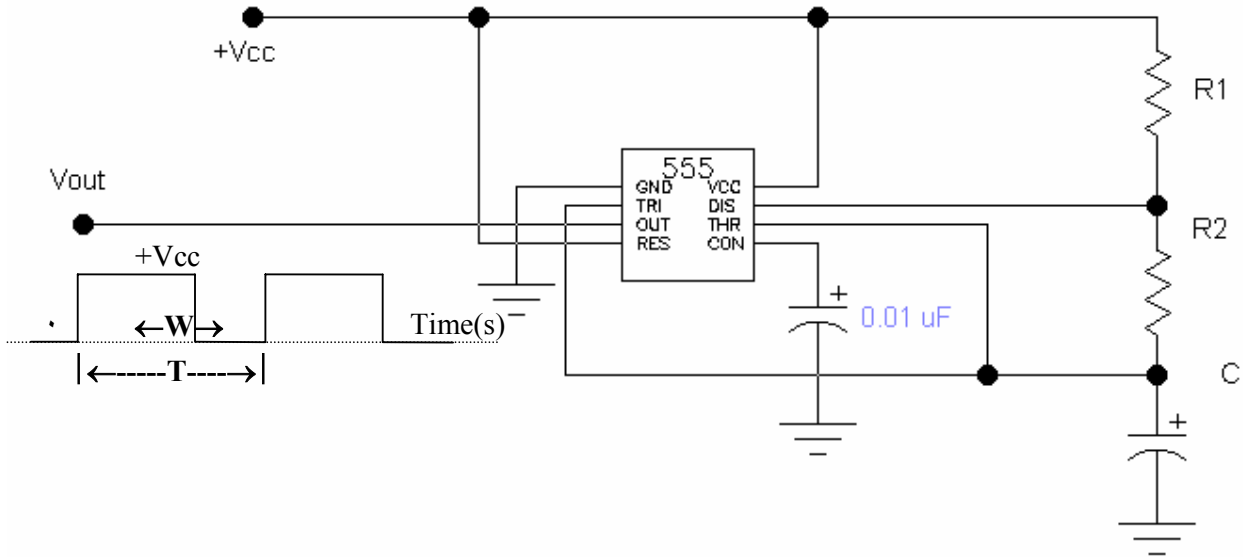 +Vcc
R1
555
GND VCC
TRI DIS
OUT THR
RES CON
Vout
R2
+Vcc
+
0.01 uF
←W→
Time(s)
|←-----T----→|
C
+